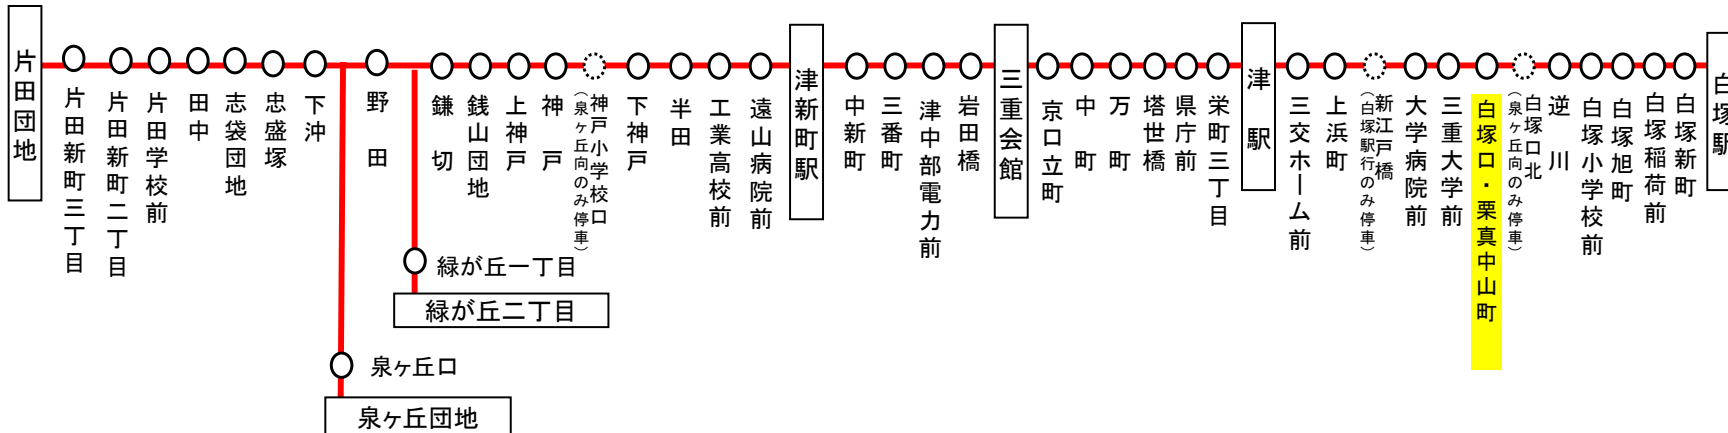 片田団地
片田新町三丁目
片田新町二丁目
片田学校前
田中
志袋団地
忠盛塚
下沖
野田
鎌切
銭山団地
上神戸
神戸
神戸小学校口
（泉ヶ丘向のみ停車）
下神戸
半田
工業高校前
遠山病院前
津新町駅
中新町
三番町
津中部電力前
岩田橋
三重会館
京口立町
中町
万町
塔世橋
県庁前
栄町三丁目
津駅
三交ホーム前
上浜町
新江戸橋
（白塚駅行のみ停車）
大学病院前
三重大学前
白塚口・栗真中山町
白塚口北
（泉ヶ丘向のみ停車）
逆川
白塚小学校前
白塚旭町
白塚稲荷前
白塚新町
白塚駅
緑が丘一丁目
緑が丘二丁目
泉ヶ丘口
泉ヶ丘団地